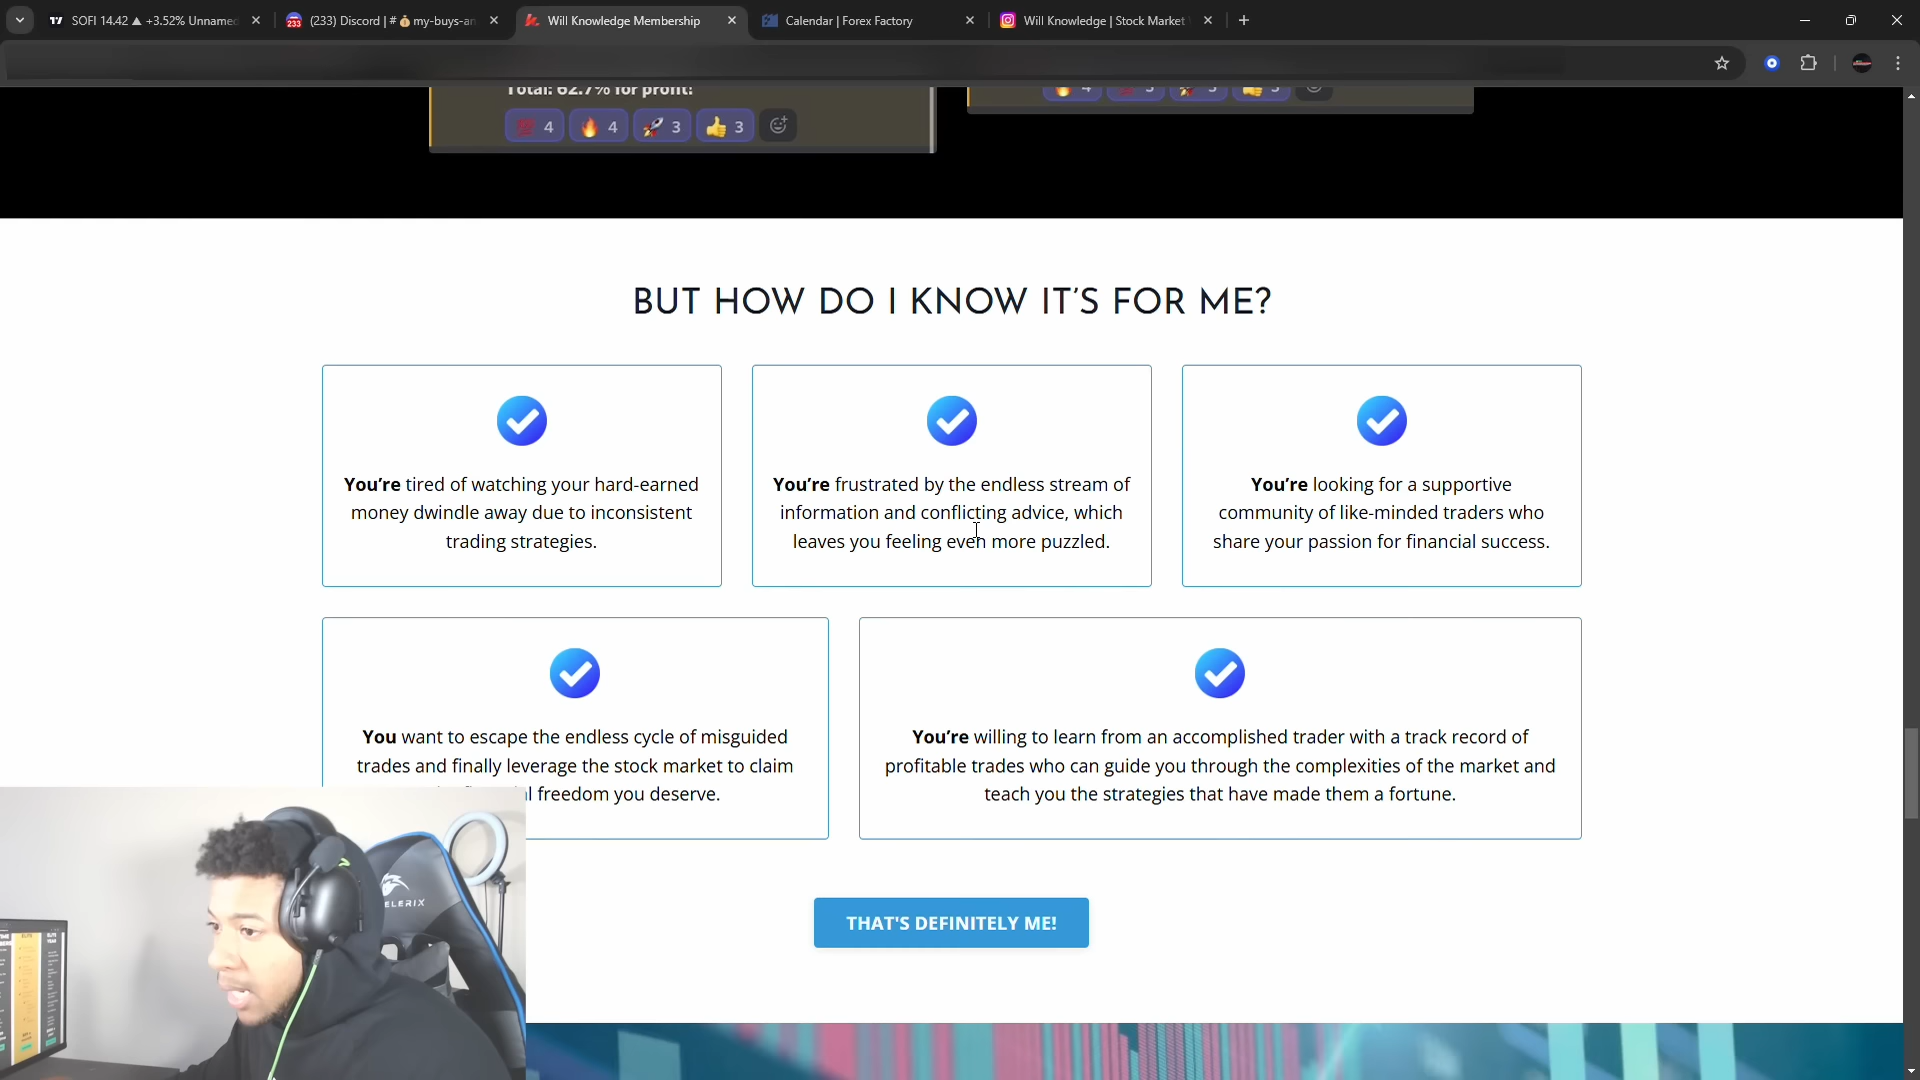 SOFI 14.42 ▲ +3.52% Unname
(233) Discord | # 💰 my-buys-an
Will Knowledge Membership
Calendar | Forex Factory
Will Knowledge | Stock Market
Total: 62.7% for profit!
4 4 3 3
BUT HOW DO I KNOW IT'S FOR ME?
You're tired of watching your hard-earned
money dwindle away due to inconsistent
trading strategies.
You're frustrated by the endless stream of
information and conflicting advice, which
leaves you feeling even more puzzled.
You're looking for a supportive
community of like-minded traders who
share your passion for financial success.
You want to escape the endless cycle of misguided
trades and finally leverage the stock market to claim
freedom you deserve.
You're willing to learn from an accomplished trader with a track record of
profitable trades who can guide you through the complexities of the market and
teach you the strategies that have made them a fortune.
THAT'S DEFINITELY ME!